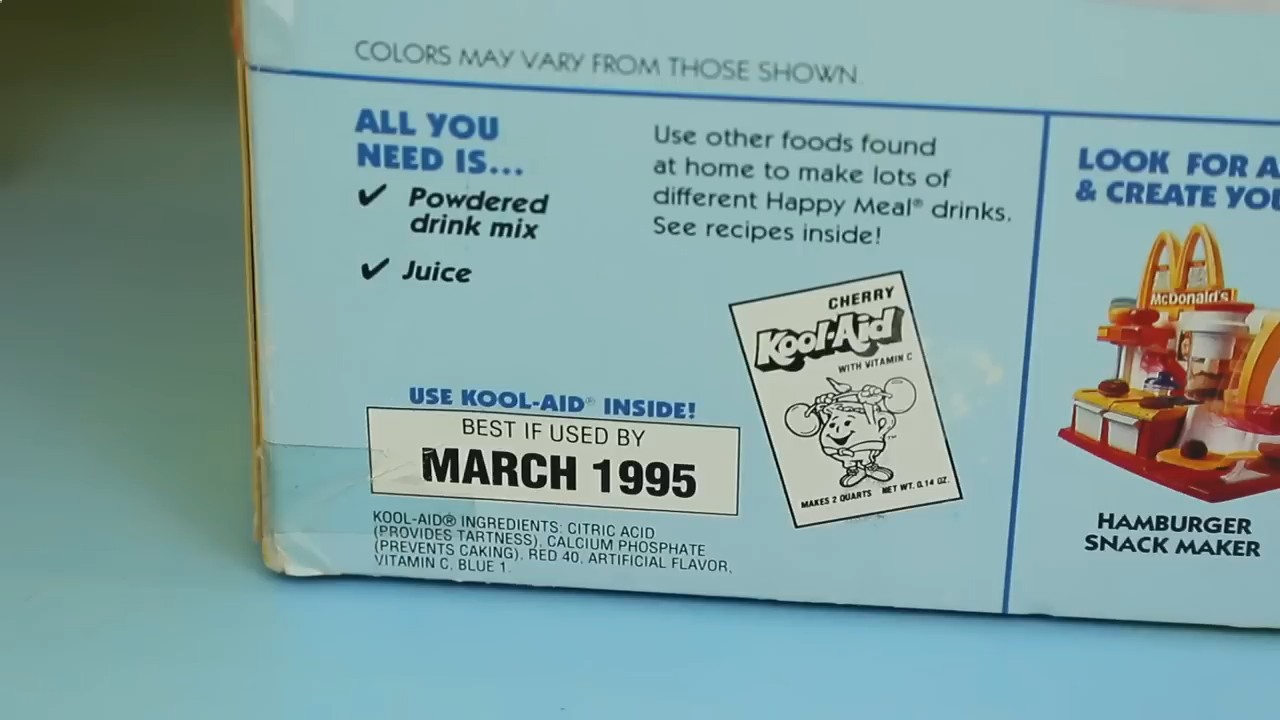 COLORS MAY VARY FROM THOSE SHOWN.
ALL YOU
NEED IS...
✔ Powdered
drink mix
✔ Juice
Use other foods found
at home to make lots of
different Happy Meal® drinks.
See recipes inside!
USE KOOL-AID® INSIDE!
BEST IF USED BY
MARCH 1995
KOOL-AID® INGREDIENTS: CITRIC ACID
(PROVIDES TARTNESS), CALCIUM PHOSPHATE
(PREVENTS CAKING), RED 40, ARTIFICIAL FLAVOR,
VITAMIN C, BLUE 1.
CHERRY
Kool-Aid
WITH VITAMIN C
MAKES 2 QUARTS NET WT. 0.14 OZ.
LOOK FOR A
& CREATE YOU
McDonald's
HAMBURGER
SNACK MAKER